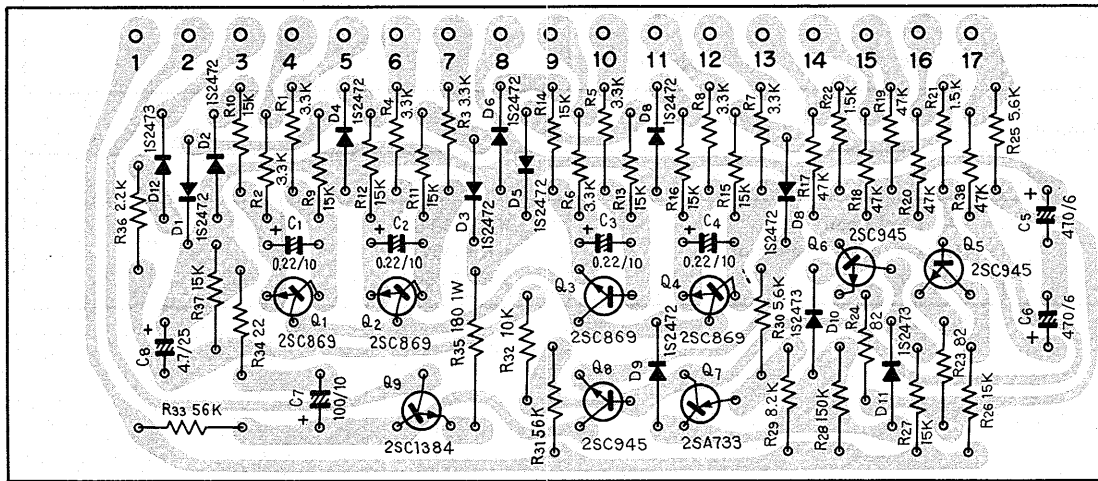 1 2 3 4 5 6 7 8 9 10 11 12 13 14 15 16 17
R36 2.2K
1S2473
D12
D1
1S2472
D2
1S2472
R10
15K
R2
3.3K
R1
3.3K
R9
15K
D4
1S2472
R12
15K
R4
3.3K
R11
15K
R3 3.3K
D3
1S2472
D6
1S2472
D5
1S2472
R14
15K
R6
3.3K
R5
3.3K
R13
15K
D8
1S2472
R16
15K
R8
3.3K
R15
15K
R7
3.3K
1S2472
D8
R17
47K
R22
1.5K
R18
47K
R19
47K
R20
47K
R21
1.5K
R38
47K
R25 5.6K
+ C1
0.22/10
+ C2
0.22/10
+ C3
0.22/10
+ C4
0.22/10
+
C5
470/6
C6
470/6
+
R37 15K
R34 22
C8 +
4.7/25
Q1
2SC869
Q2
2SC869
R35 180 1W
R32 10K
Q3
2SC869
Q4
2SC869
R30 5.6K
1S2473
D10
Q6
2SC945
Q5
2SC945
R24
82
1S2473
D11
R23 82
R33 56K
C7
100/10
+
Q9
2SC1384
R31 56K
Q8
2SC945
D9
1S2472
Q7
2SA733
R29 8.2K
R28 150K
R27
15K
R26 15K